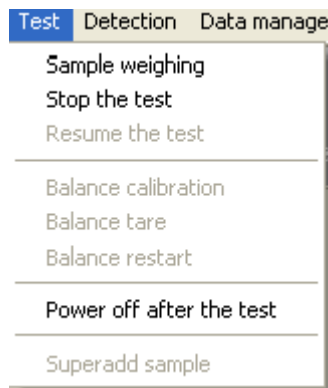 Test Detection Data manage
Sample weighing
Stop the test
Resume the test
Balance calibration
Balance tare
Balance restart
Power off after the test
Superadd sample